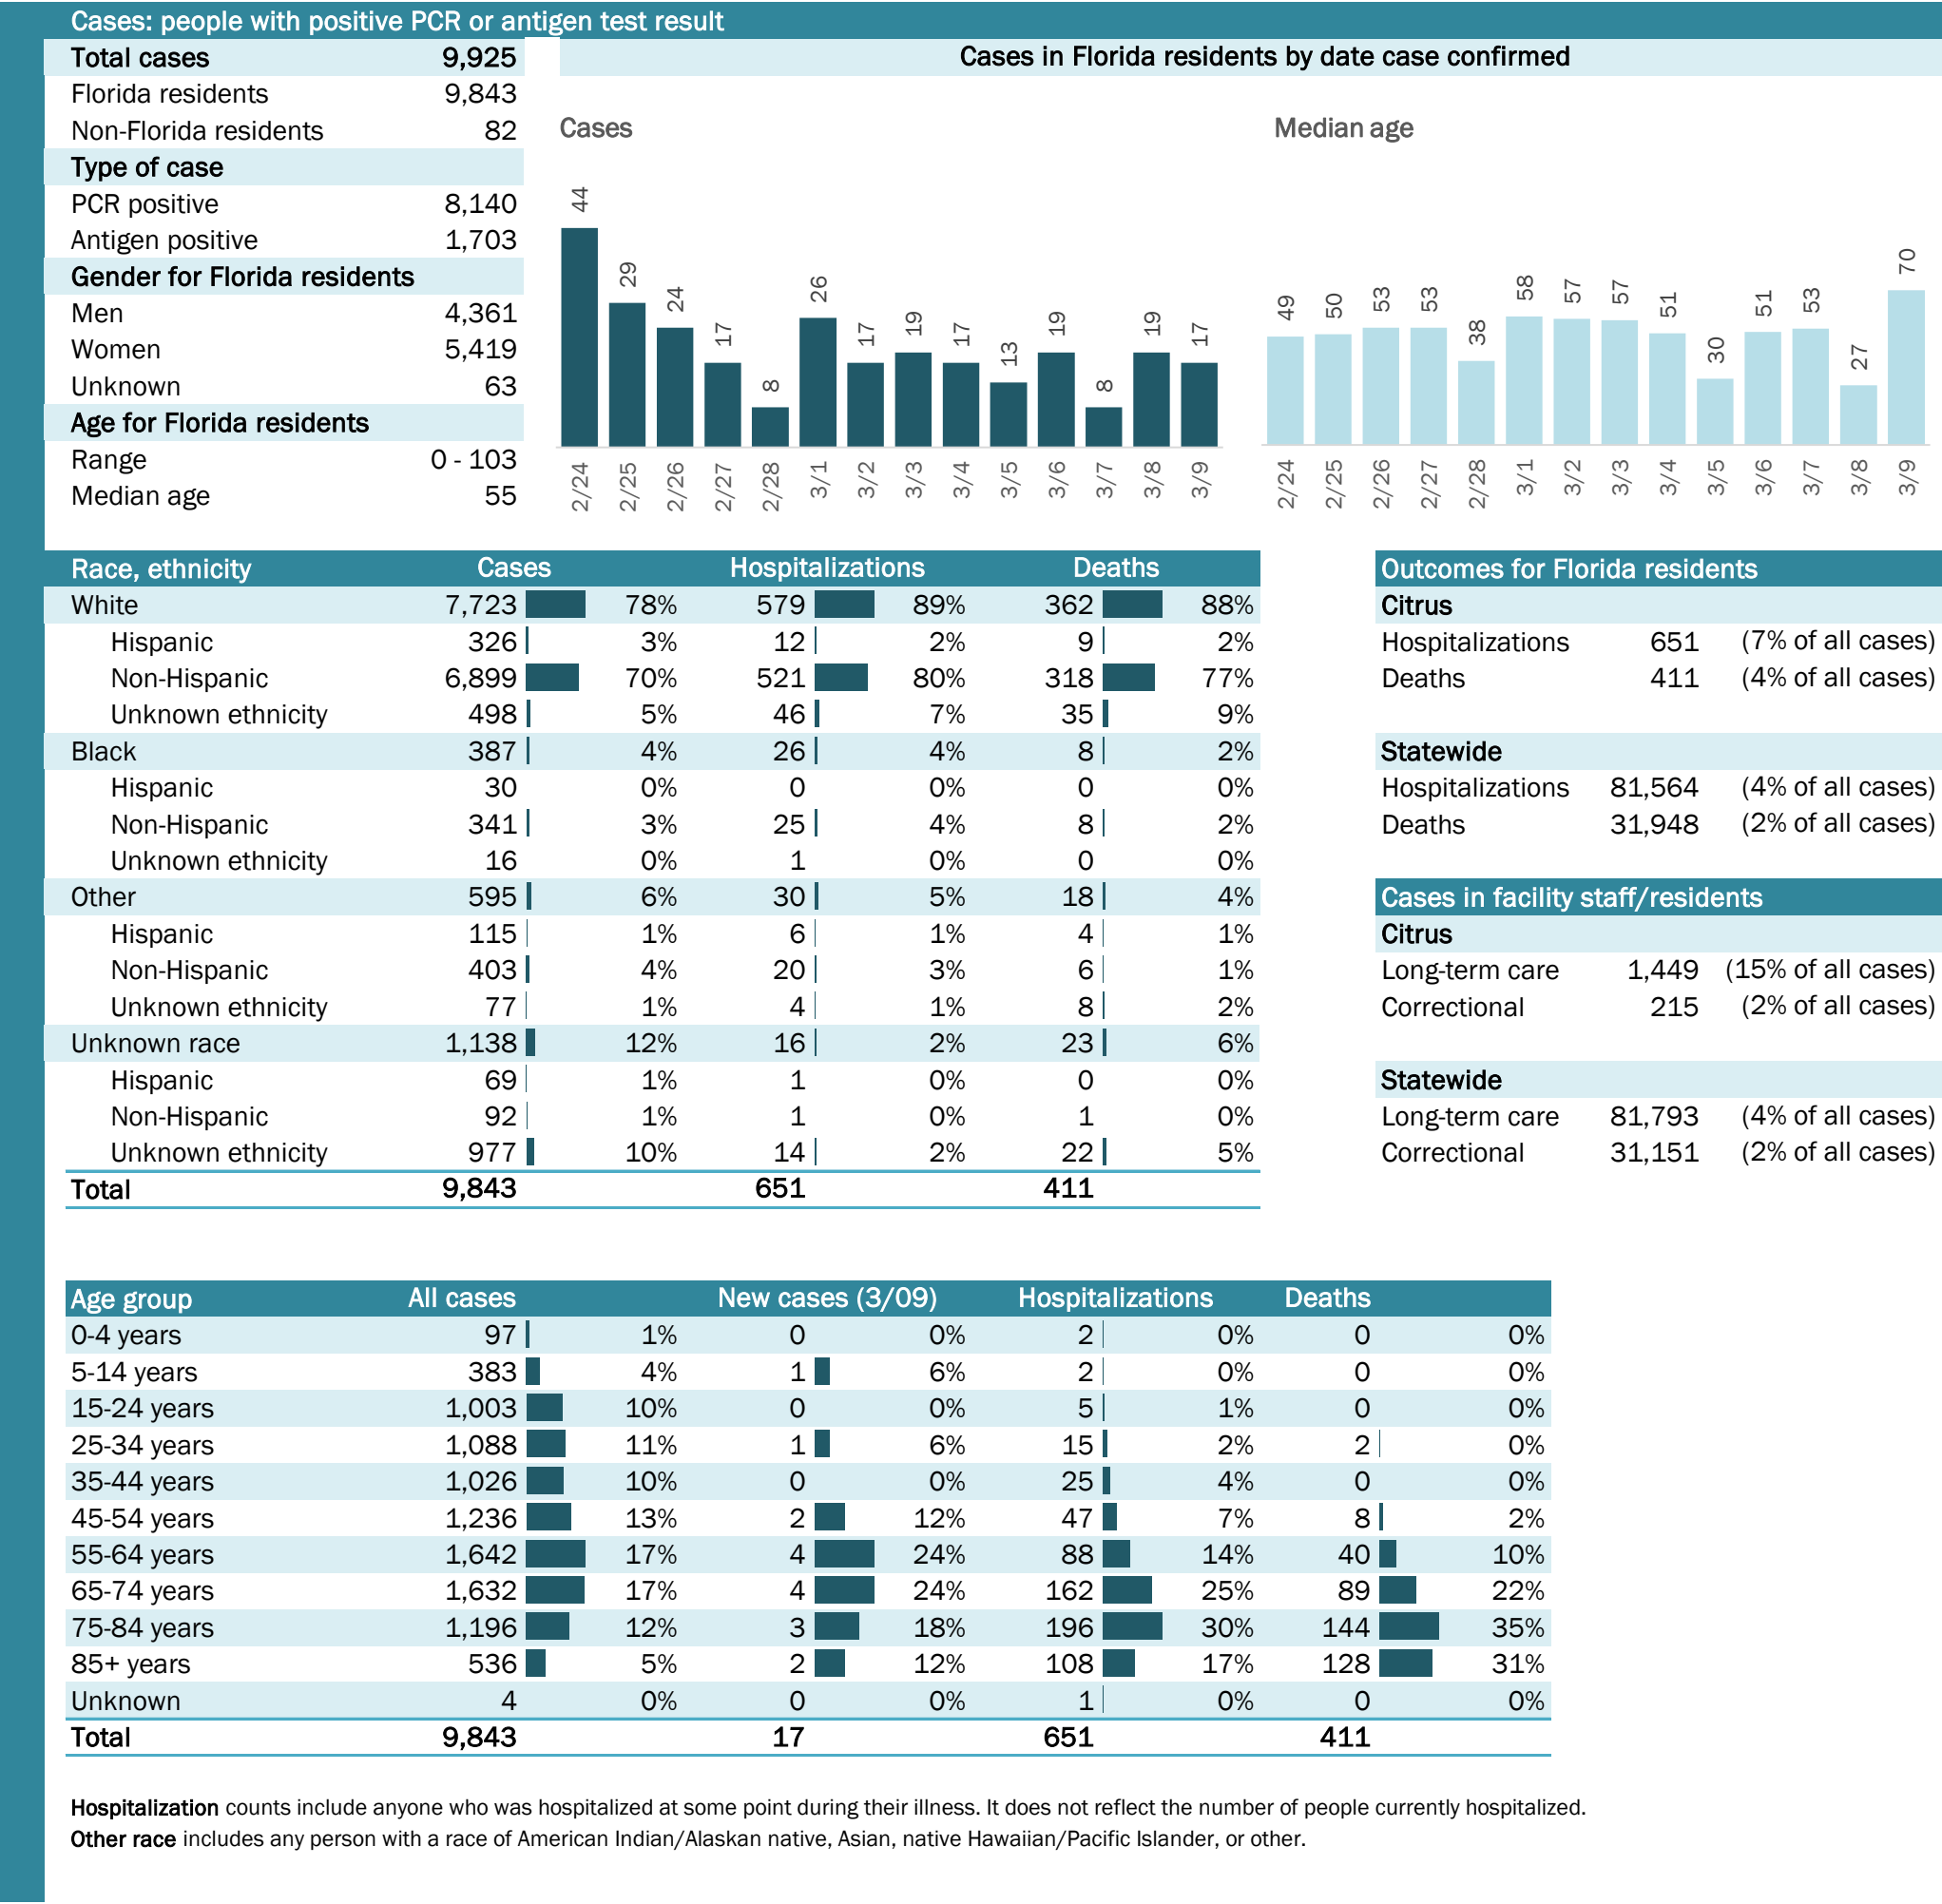 Cases: people with positive PCR or antigen test result
Total cases 9,925
Florida residents 9,843
Non-Florida residents 82
Type of case
PCR positive 8,140
Antigen positive 1,703
Gender for Florida residents
Men 4,361
Women 5,419
Unknown 63
Age for Florida residents
Range 0 - 103
Median age 55
Cases in Florida residents by date case confirmed
Cases
44 29 24 17 8 26 17 19 17 13 19 8 19 17
2/24 2/25 2/26 2/27 2/28 3/1 3/2 3/3 3/4 3/5 3/6 3/7 3/8 3/9
Median age
49 50 53 53 38 58 57 57 51 30 51 53 27 70
2/24 2/25 2/26 2/27 2/28 3/1 3/2 3/3 3/4 3/5 3/6 3/7 3/8 3/9
Race, ethnicity Cases Hospitalizations Deaths
White 7,723 78% 579 89% 362 88%
Hispanic 326 3% 12 2% 9 2%
Non-Hispanic 6,899 70% 521 80% 318 77%
Unknown ethnicity 498 5% 46 7% 35 9%
Black 387 4% 26 4% 8 2%
Hispanic 30 0% 0 0% 0 0%
Non-Hispanic 341 3% 25 4% 8 2%
Unknown ethnicity 16 0% 1 0% 0 0%
Other 595 6% 30 5% 18 4%
Hispanic 115 1% 6 1% 4 1%
Non-Hispanic 403 4% 20 3% 6 1%
Unknown ethnicity 77 1% 4 1% 8 2%
Unknown race 1,138 12% 16 2% 23 6%
Hispanic 69 1% 1 0% 0 0%
Non-Hispanic 92 1% 1 0% 1 0%
Unknown ethnicity 977 10% 14 2% 22 5%
Total 9,843 651 411
Outcomes for Florida residents
Citrus
Hospitalizations 651 (7% of all cases)
Deaths 411 (4% of all cases)
Statewide
Hospitalizations 81,564 (4% of all cases)
Deaths 31,948 (2% of all cases)
Cases in facility staff/residents
Citrus
Long-term care 1,449 (15% of all cases)
Correctional 215 (2% of all cases)
Statewide
Long-term care 81,793 (4% of all cases)
Correctional 31,151 (2% of all cases)
Age group All cases New cases (3/09) Hospitalizations Deaths
0-4 years 97 1% 0 0% 2 0% 0 0%
5-14 years 383 4% 1 6% 2 0% 0 0%
15-24 years 1,003 10% 0 0% 5 1% 0 0%
25-34 years 1,088 11% 1 6% 15 2% 2 0%
35-44 years 1,026 10% 0 0% 25 4% 0 0%
45-54 years 1,236 13% 2 12% 47 7% 8 2%
55-64 years 1,642 17% 4 24% 88 14% 40 10%
65-74 years 1,632 17% 4 24% 162 25% 89 22%
75-84 years 1,196 12% 3 18% 196 30% 144 35%
85+ years 536 5% 2 12% 108 17% 128 31%
Unknown 4 0% 0 0% 1 0% 0 0%
Total 9,843 17 651 411
Hospitalization counts include anyone who was hospitalized at some point during their illness. It does not reflect the number of people currently hospitalized.
Other race includes any person with a race of American Indian/Alaskan native, Asian, native Hawaiian/Pacific Islander, or other.